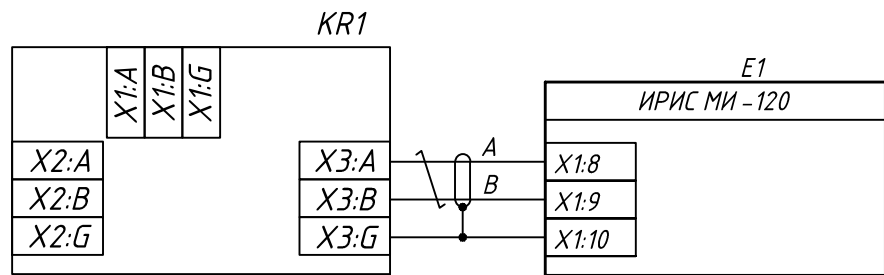 KR1
X1:A
X1:B
X1:G
E1
ИРИС МИ -120
X2:A
X3:A
A
X1:8
X2:B
X3:B
B
X1:9
X2:G
X3:G
X1:10